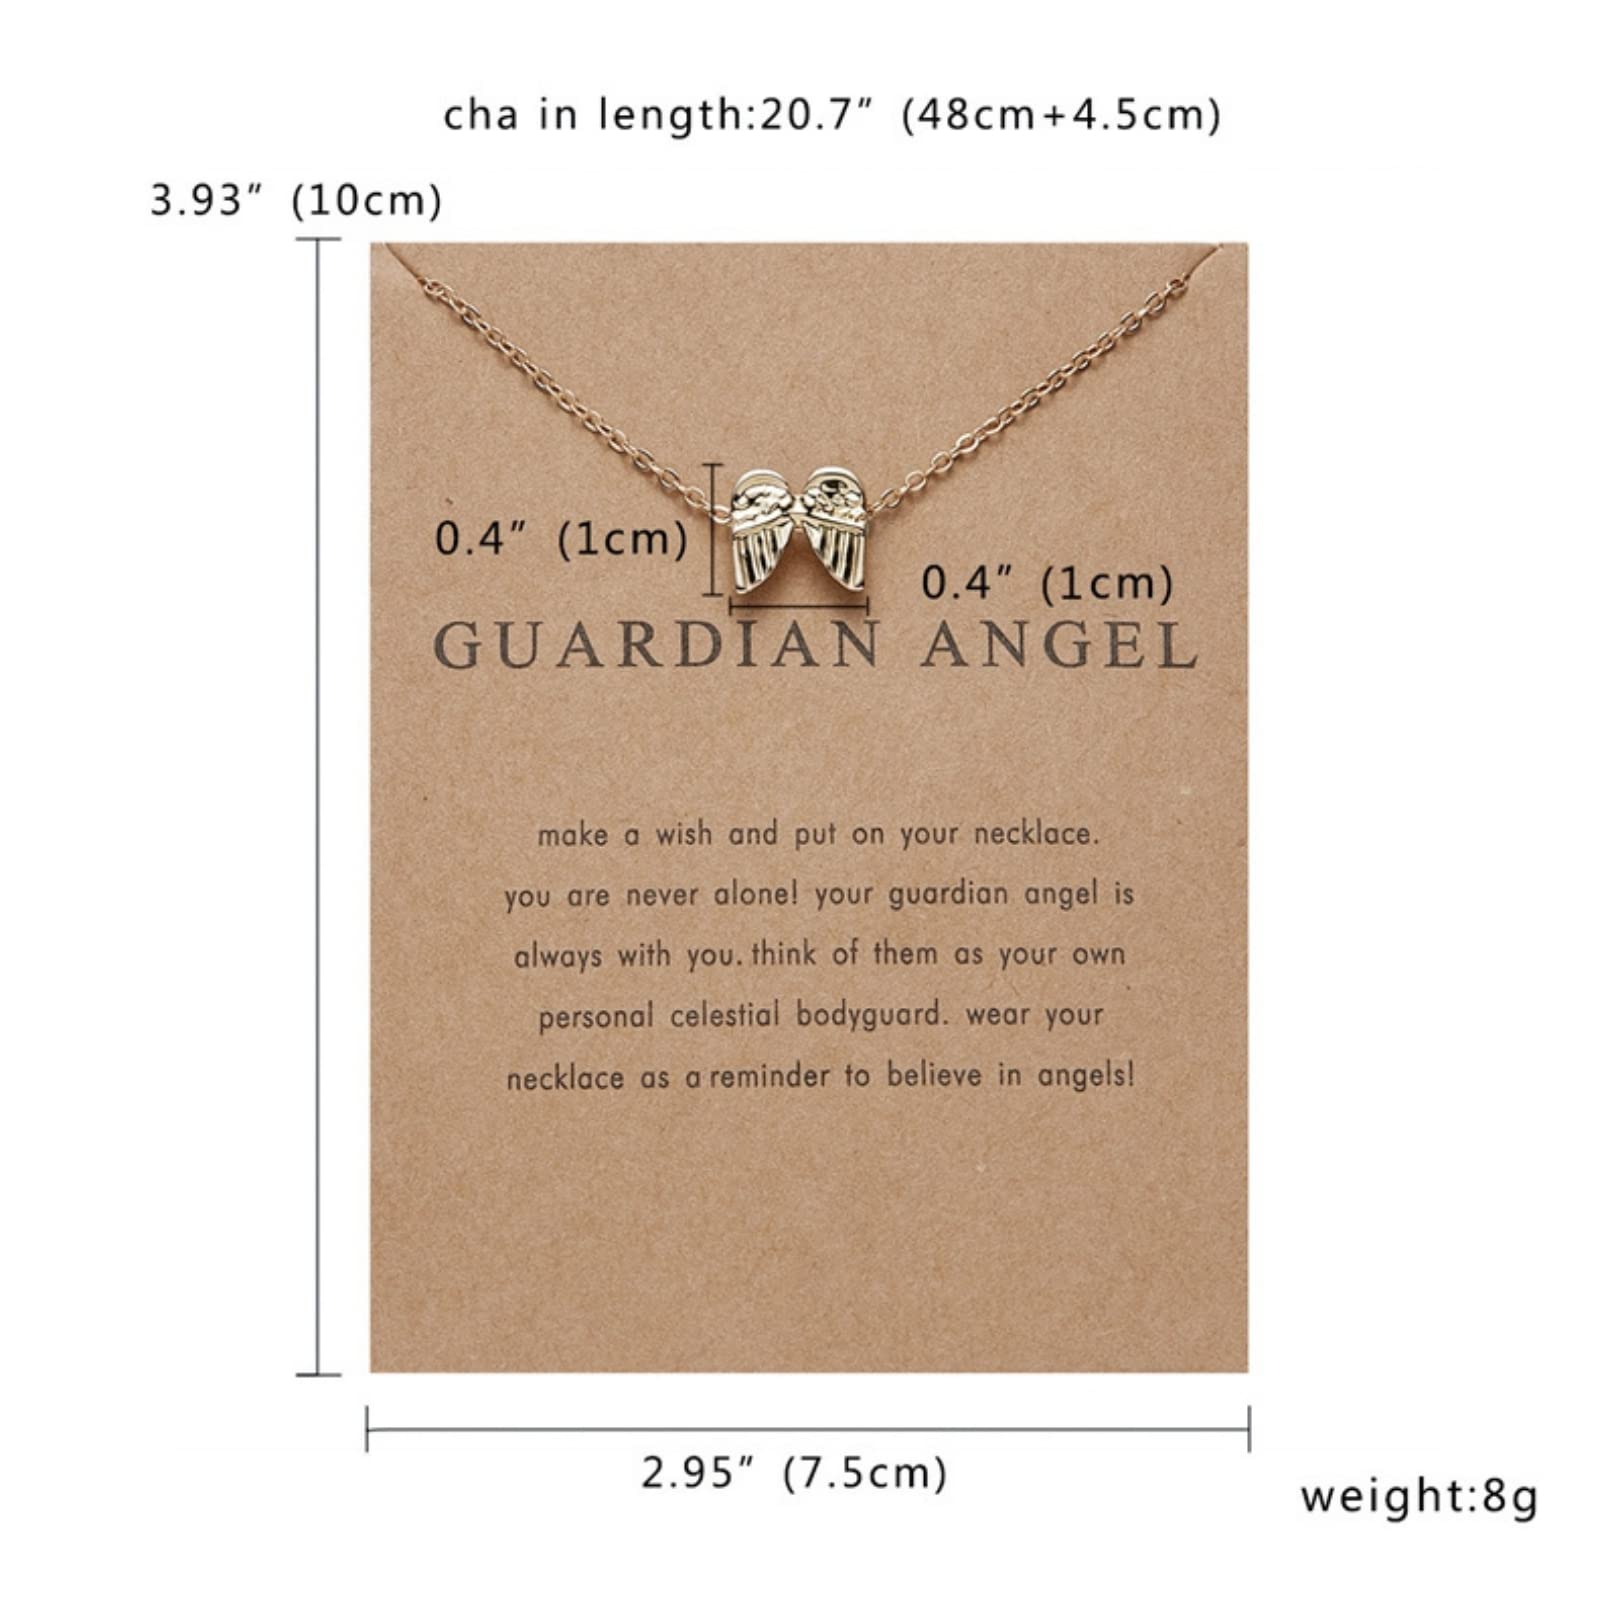 cha in length:20.7" (48cm+4.5cm)
3.93" (10cm)
0.4" (1cm)
0.4" (1cm)
GUARDIAN ANGEL
make a wish and put on your necklace.
you are never alone! your guardian angel is
always with you. think of them as your own
personal celestial bodyguard. wear your
necklace as a reminder to believe in angels!
2.95" (7.5cm)
weight:8g